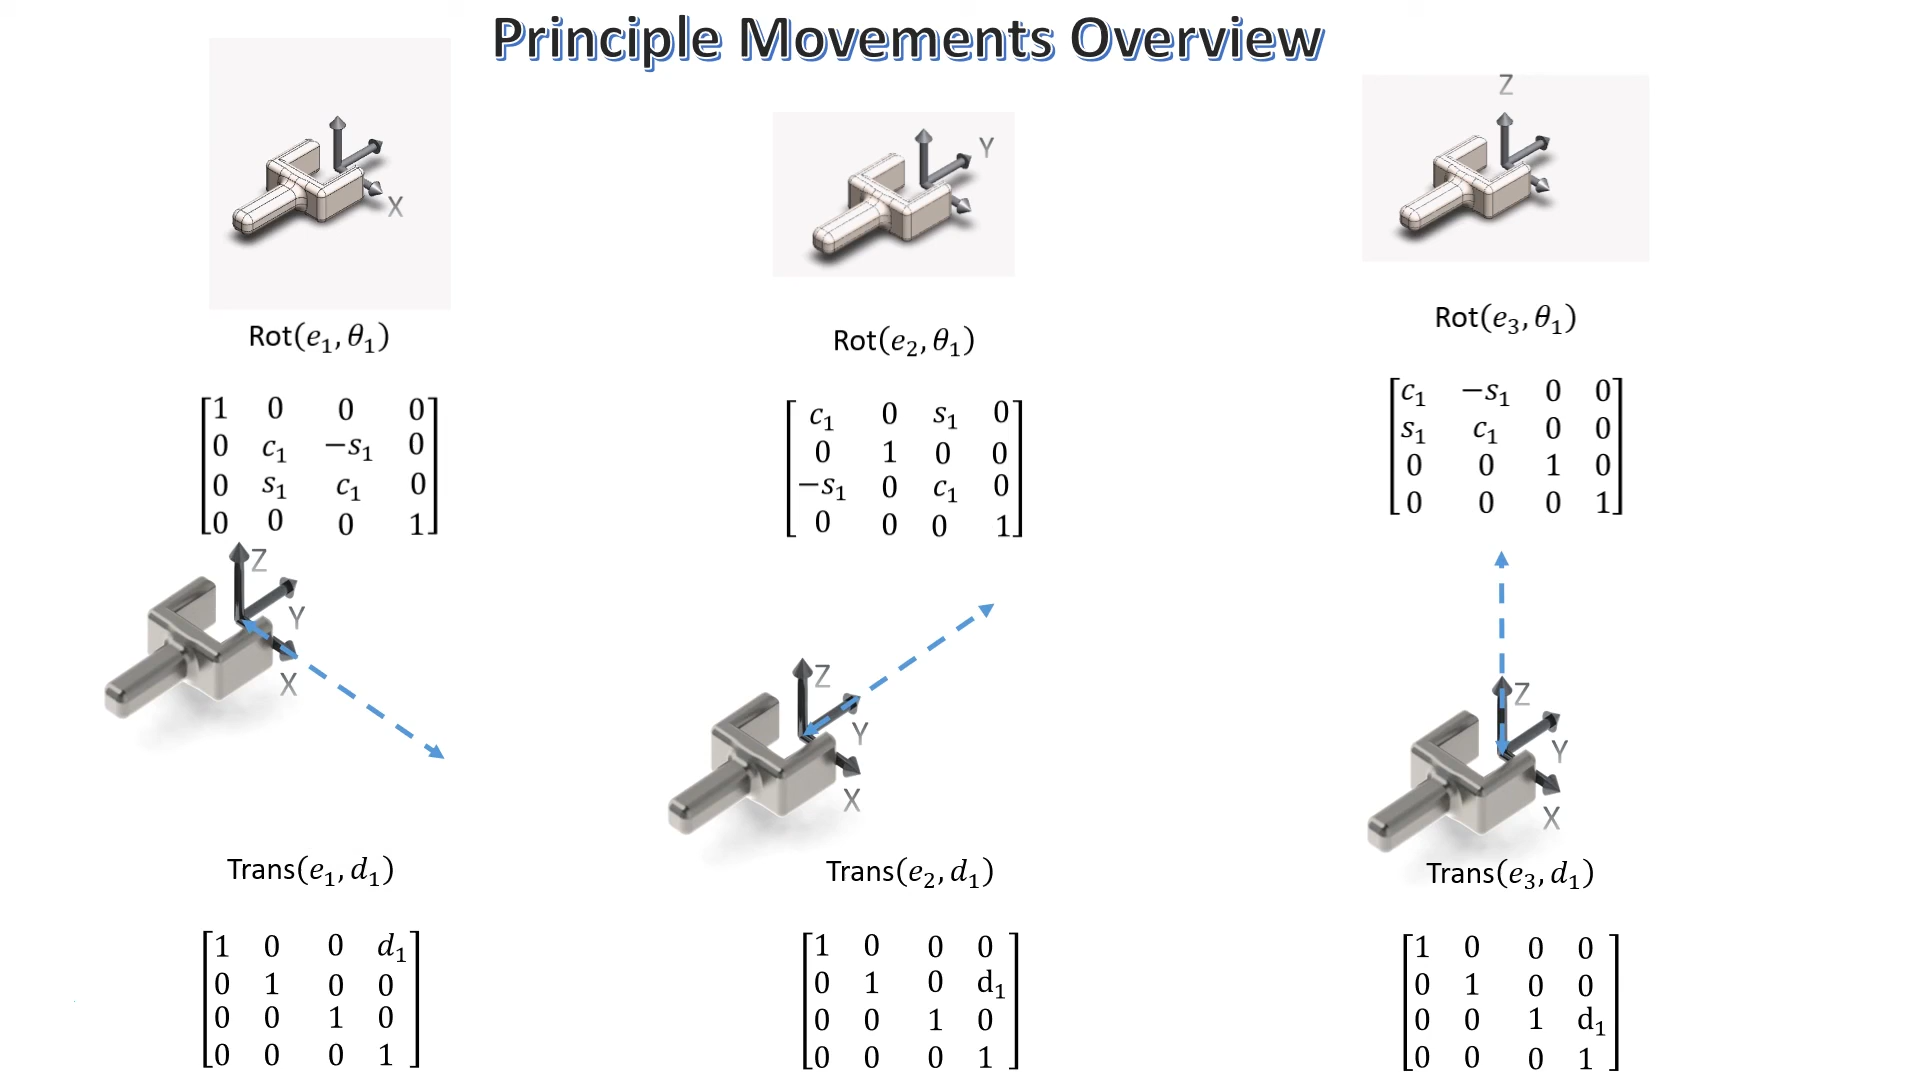 Principle Movements Overview
X
Y
Z
Rot(e₁, θ₁)
Rot(e₂, θ₁)
Rot(e₃, θ₁)
1 0 0 0
0 c₁ −s₁ 0
0 s₁ c₁ 0
0 0 0 1
c₁ 0 s₁ 0
0 1 0 0
−s₁ 0 c₁ 0
0 0 0 1
c₁ −s₁ 0 0
s₁ c₁ 0 0
0 0 1 0
0 0 0 1
Z
Y
X
Z
Y
X
Z
Y
X
Trans(e₁, d₁)
Trans(e₂, d₁)
Trans(e₃, d₁)
1 0 0 d₁
0 1 0 0
0 0 1 0
0 0 0 1
1 0 0 0
0 1 0 d₁
0 0 1 0
0 0 0 1
1 0 0 0
0 1 0 0
0 0 1 d₁
0 0 0 1